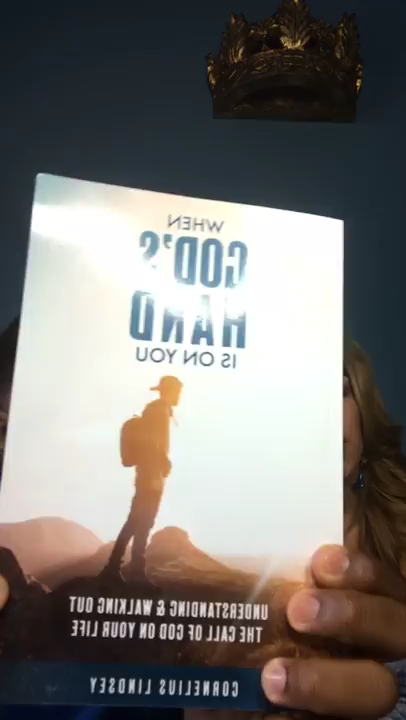 WHEN
GOD'S
HAND
IS ON YOU
UNDERSTANDING & WALKING OUT
THE CALL OF GOD ON YOUR LIFE
CORNELIUS LINDSEY